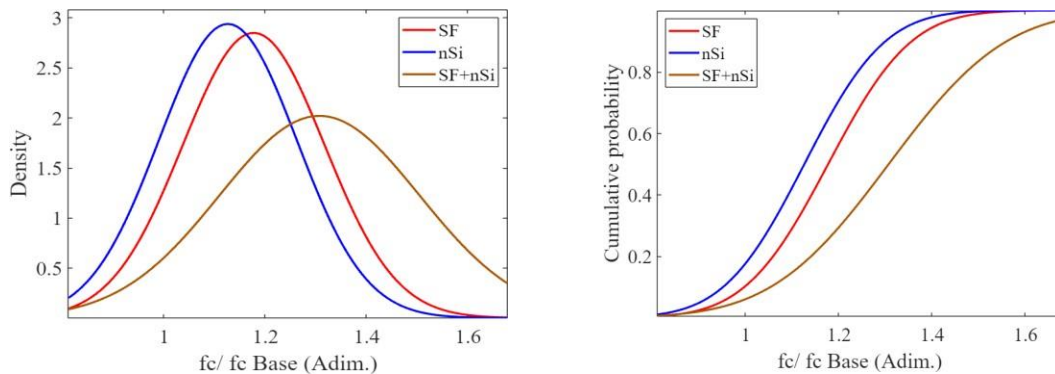 3
2.5
2
1.5
1
0.5
Density
1
1.2
1.4
1.6
fc/ fc Base (Adim.)
SF
nSi
SF+nSi
0.8
0.6
0.4
0.2
Cumulative probability
1
1.2
1.4
1.6
fc/ fc Base (Adim.)
SF
nSi
SF+nSi